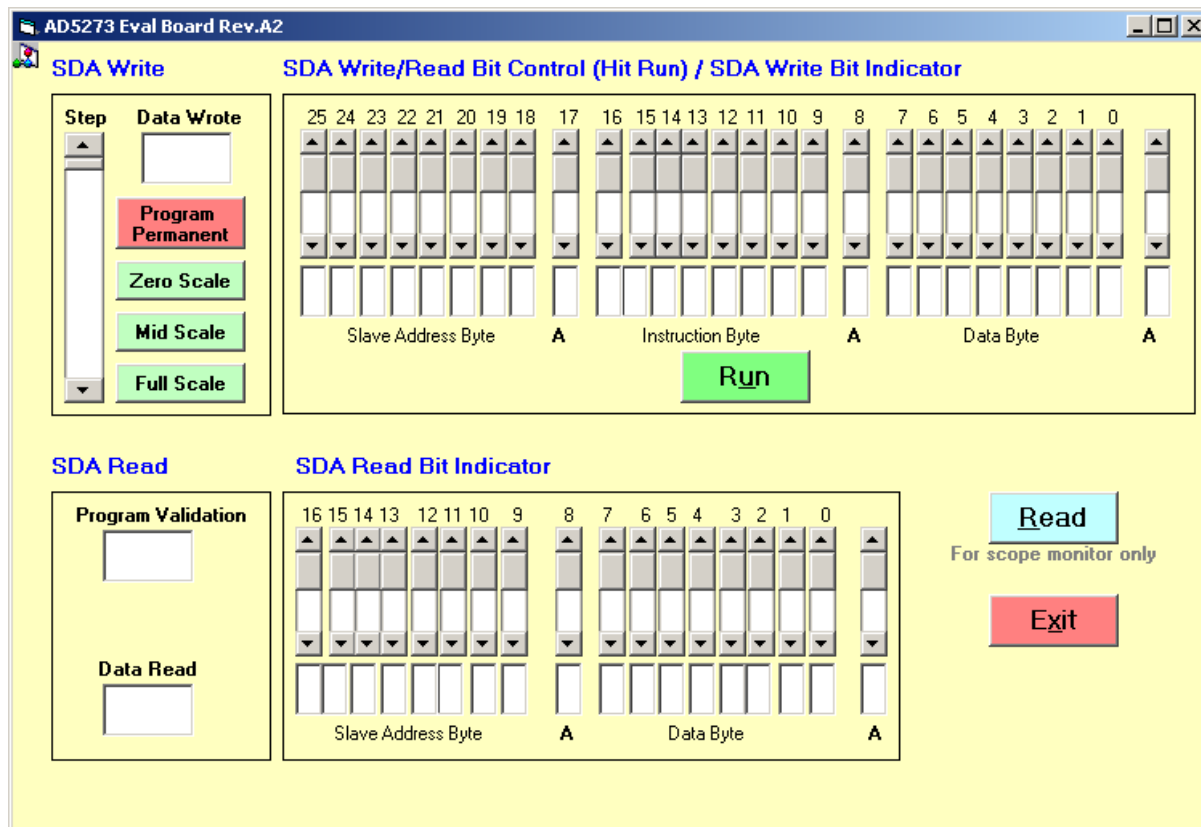 AD5273 Eval Board Rev.A2
SDA Write
SDA Write/Read Bit Control (Hit Run) / SDA Write Bit Indicator
Step
Data Wrote
Program
Permanent
Zero Scale
Mid Scale
Full Scale
25 24 23 22 21 20 19 18 17 16 15 14 13 12 11 10 9 8 7 6 5 4 3 2 1 0
Slave Address Byte A Instruction Byte A Data Byte A
Run
SDA Read
SDA Read Bit Indicator
Program Validation
Data Read
16 15 14 13 12 11 10 9 8 7 6 5 4 3 2 1 0
Slave Address Byte A Data Byte A
Read
For scope monitor only
Exit